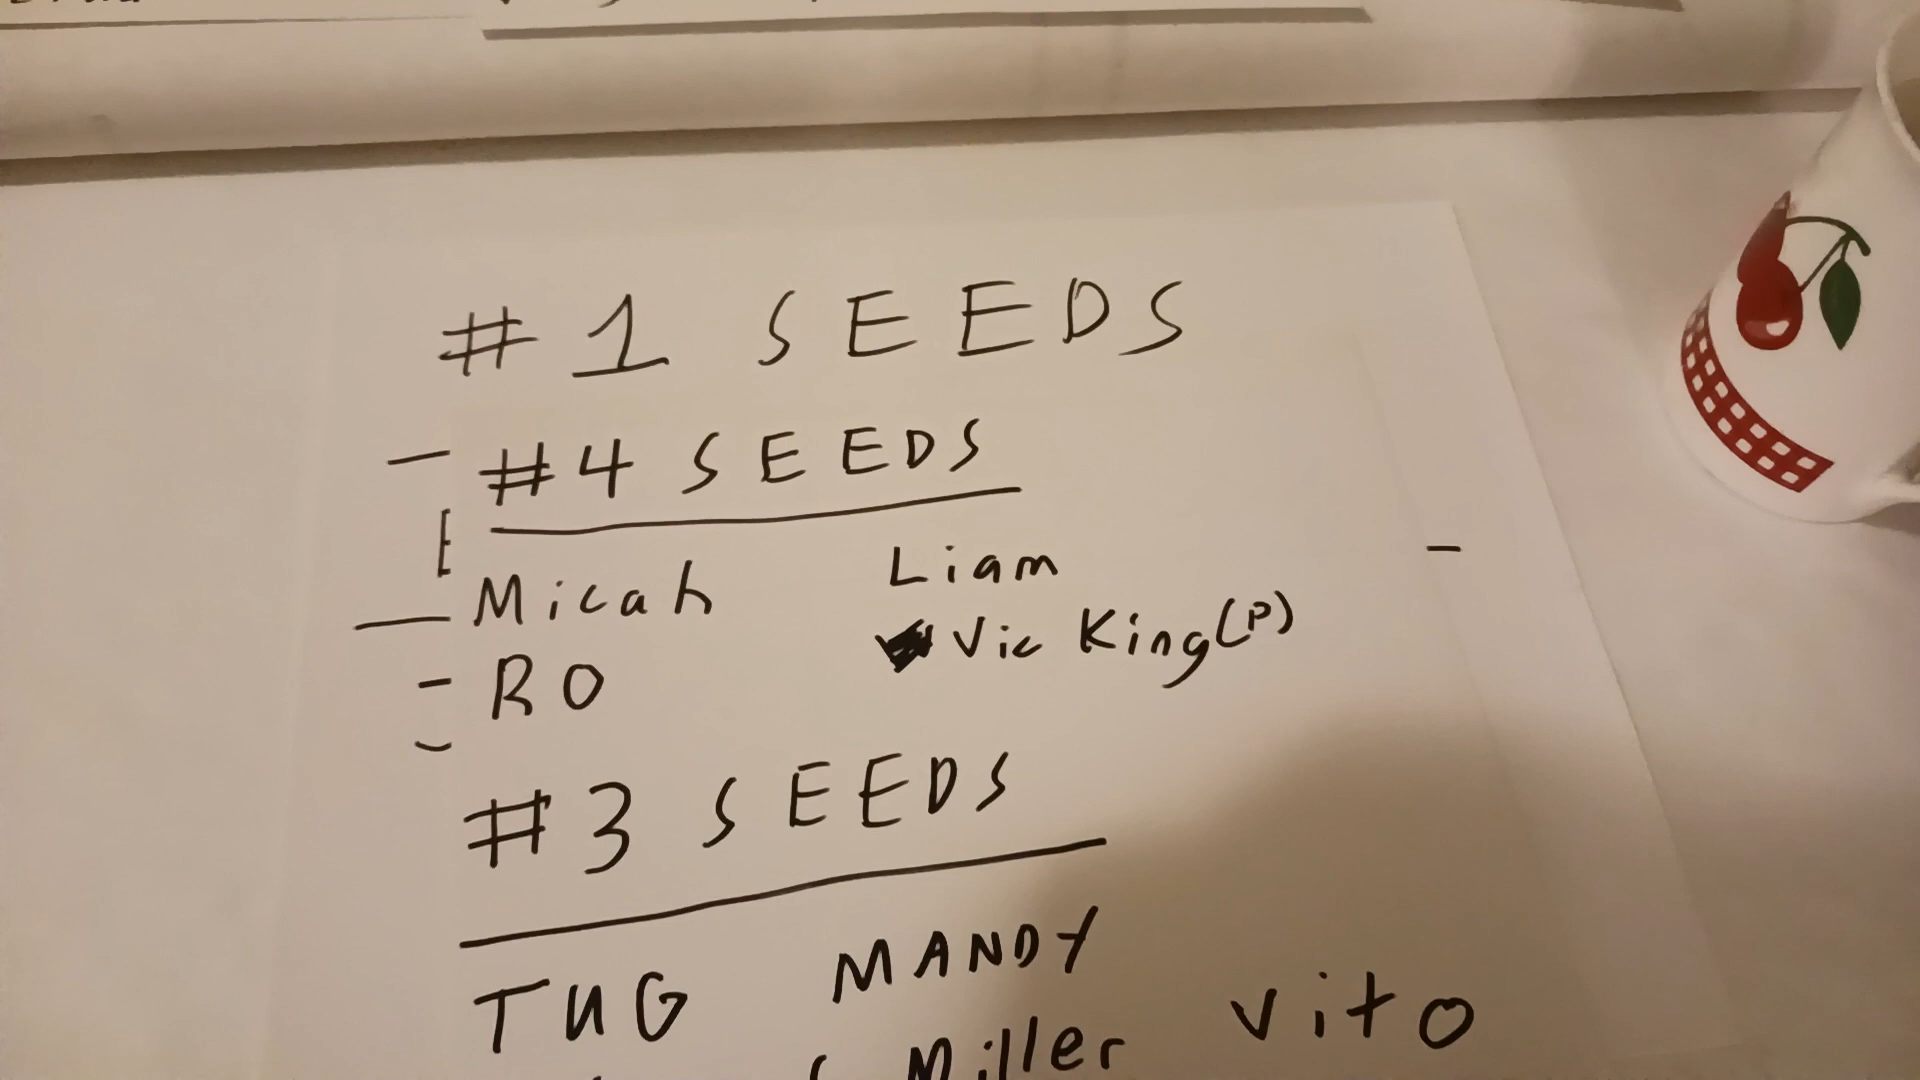 #1 SEEDS
#4 SEEDS
Micah Liam
RO Vic King(P)
#3 SEEDS
TUG MANDY Vito
Miller